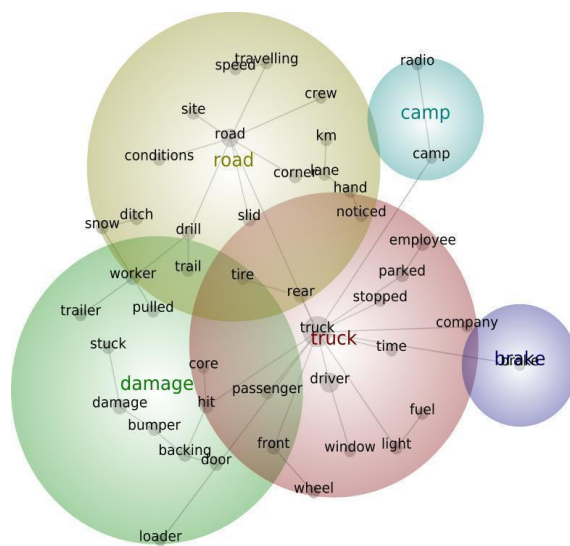 radio
travelling
speed
crew
site
camp
road
km
conditions
road
camp
corner
lane
hand
snow
ditch
slid
noticed
drill
employee
worker
trail
tire
parked
rear
stopped
trailer
pulled
truck
company
truck
stuck
time
brake
brake
core
damage
passenger
driver
damage
hit
fuel
bumper
backing
door
front
window
light
wheel
loader